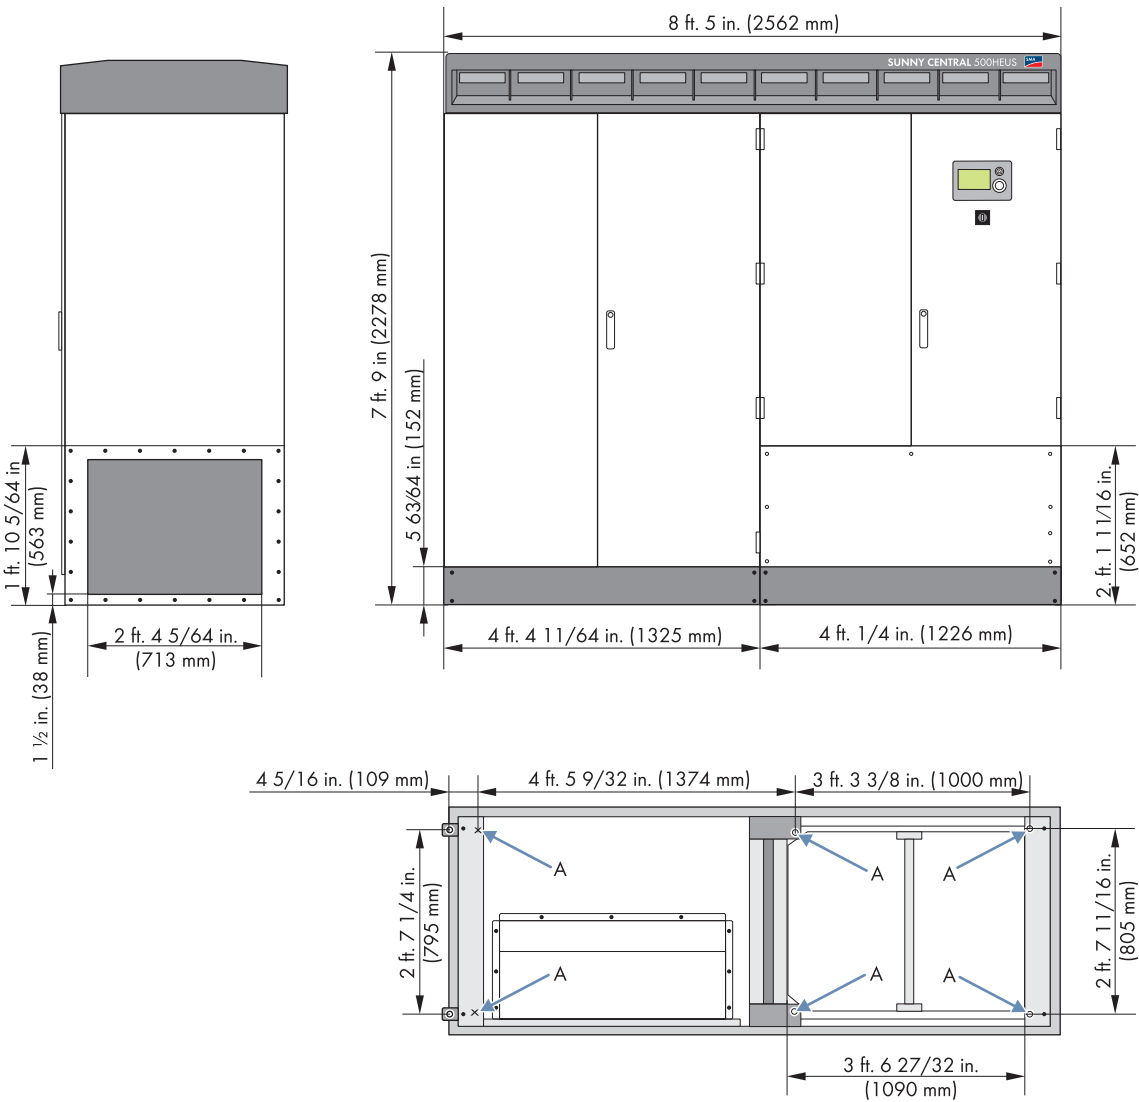 8 ft. 5 in. (2562 mm)
SUNNY CENTRAL 500HEUS
SMA
7 ft. 9 in (2278 mm)
5 63/64 in (152 mm)
1 ft. 10 5/64 in
(563 mm)
2. ft. 1 11/16 in.
(652 mm)
2 ft. 4 5/64 in.
(713 mm)
4 ft. 4 11/64 in. (1325 mm)
4 ft. 1/4 in. (1226 mm)
1 ½ in. (38 mm)
4 5/16 in. (109 mm)
4 ft. 5 9/32 in. (1374 mm)
3 ft. 3 3/8 in. (1000 mm)
A
A
A
2 ft. 7 1/4 in.
(795 mm)
2 ft. 7 11/16 in.
(805 mm)
A
A
A
3 ft. 6 27/32 in.
(1090 mm)